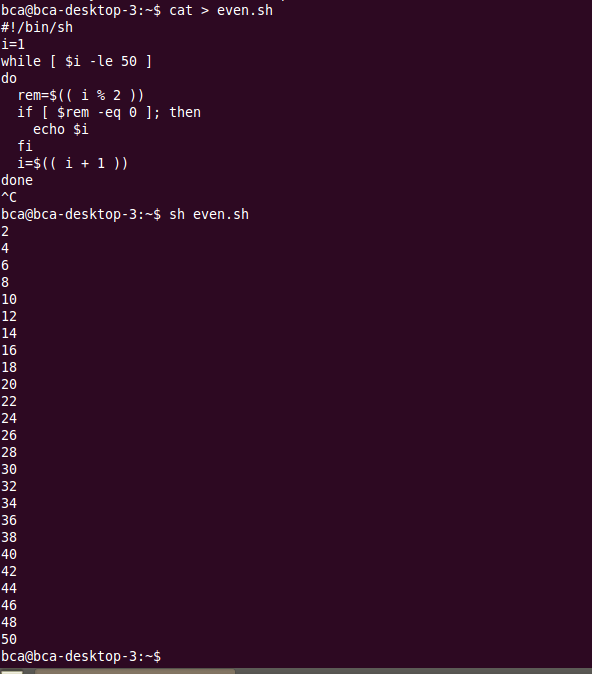 bca@bca-desktop-3:~$ cat > even.sh
#!/bin/sh
i=1
while [ $i -le 50 ]
do
  rem=$(( i % 2 ))
  if [ $rem -eq 0 ]; then
    echo $i
  fi
  i=$(( i + 1 ))
done
^C
bca@bca-desktop-3:~$ sh even.sh
2
4
6
8
10
12
14
16
18
20
22
24
26
28
30
32
34
36
38
40
42
44
46
48
50
bca@bca-desktop-3:~$